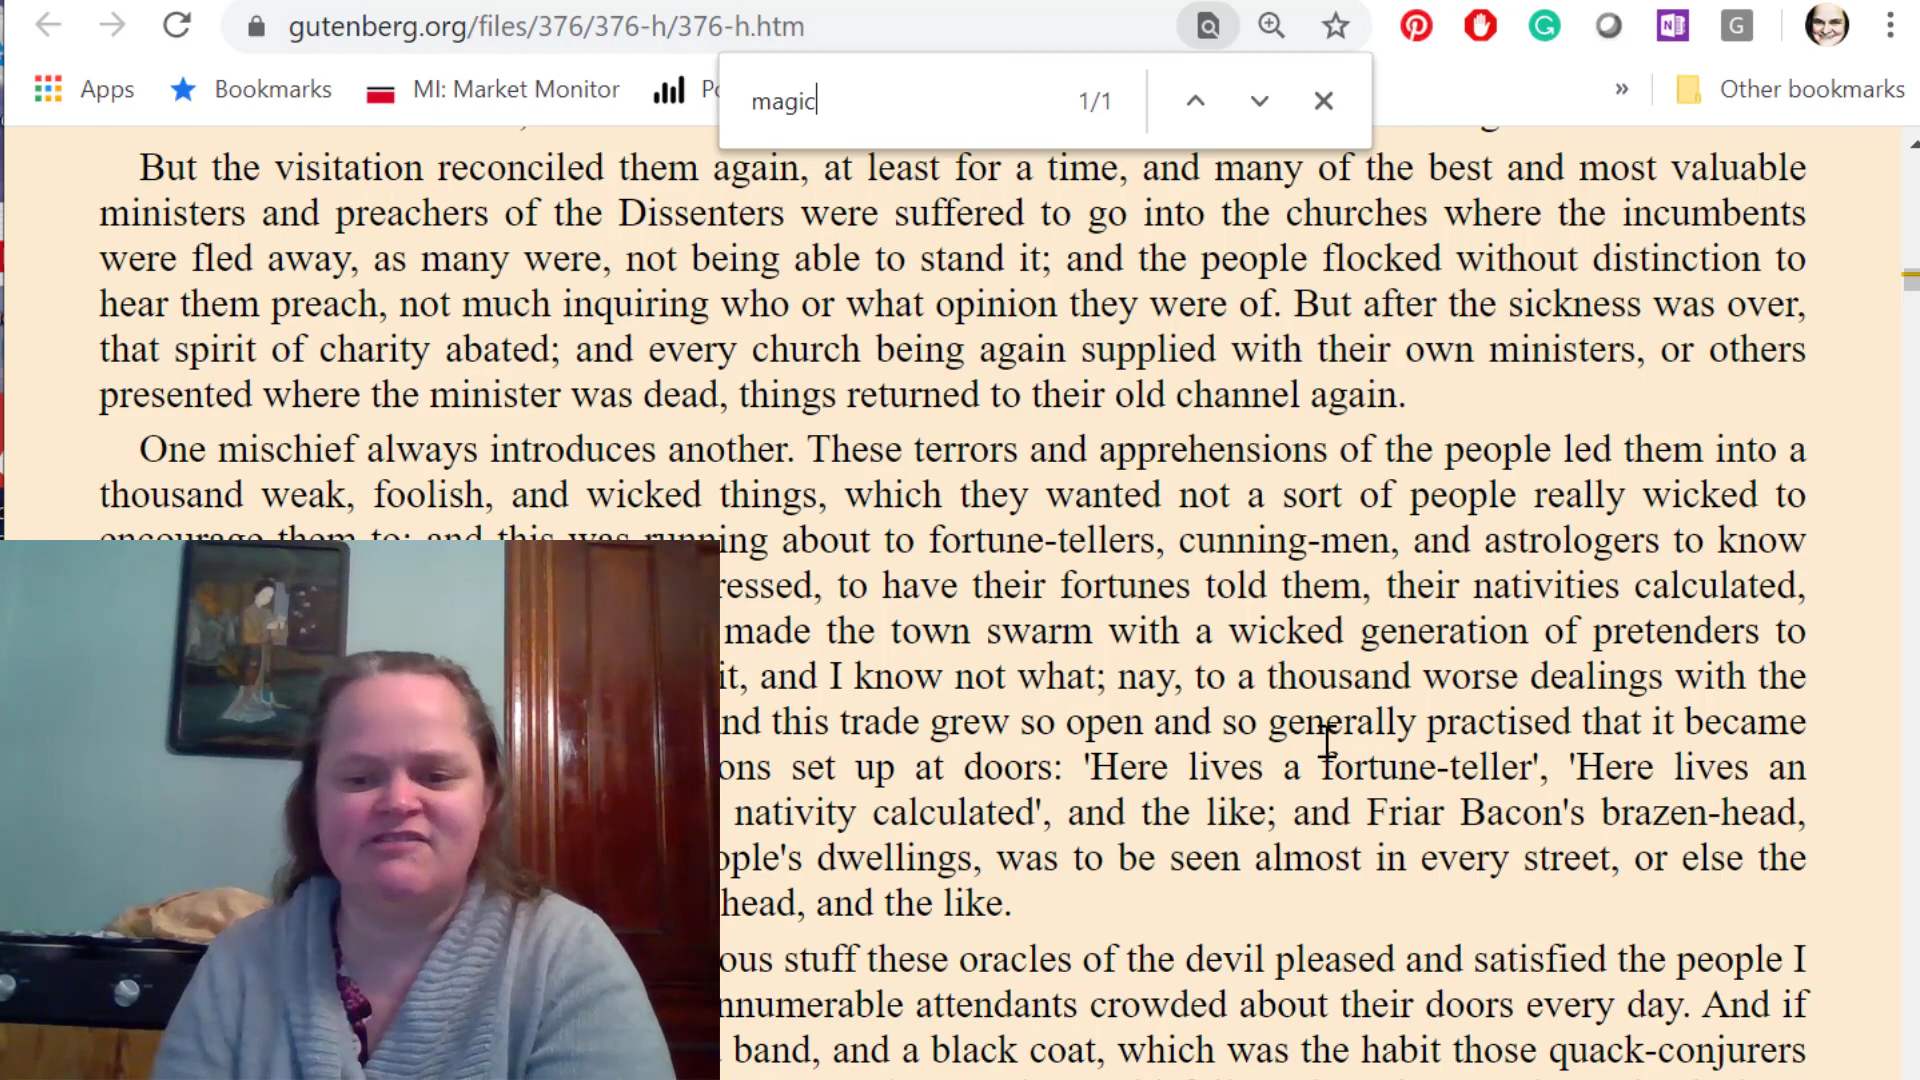 gutenberg.org/files/376/376-h/376-h.htm
Apps
Bookmarks
MI: Market Monitor
magic
1/1
»
Other bookmarks
But the visitation reconciled them again, at least for a time, and many of the best and most valuable
ministers and preachers of the Dissenters were suffered to go into the churches where the incumbents
were fled away, as many were, not being able to stand it; and the people flocked without distinction to
hear them preach, not much inquiring who or what opinion they were of. But after the sickness was over,
that spirit of charity abated; and every church being again supplied with their own ministers, or others
presented where the minister was dead, things returned to their old channel again.
One mischief always introduces another. These terrors and apprehensions of the people led them into a
thousand weak, foolish, and wicked things, which they wanted not a sort of people really wicked to
encourage them to: and this was running about to fortune-tellers, cunning-men, and astrologers to know
ressed, to have their fortunes told them, their nativities calculated,
made the town swarm with a wicked generation of pretenders to
it, and I know not what; nay, to a thousand worse dealings with the
nd this trade grew so open and so generally practised that it became
ons set up at doors: 'Here lives a fortune-teller', 'Here lives an
nativity calculated', and the like; and Friar Bacon's brazen-head,
ople's dwellings, was to be seen almost in every street, or else the
head, and the like.
ous stuff these oracles of the devil pleased and satisfied the people I
nnumerable attendants crowded about their doors every day. And if
band, and a black coat, which was the habit those quack-conjurers